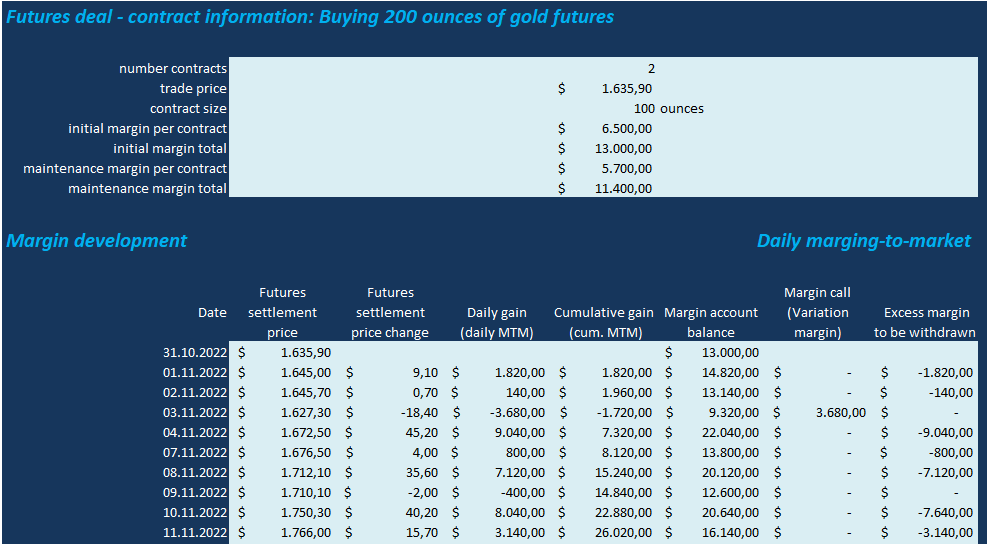 Futures deal - contract information: Buying 200 ounces of gold futures
number contracts 2
trade price $ 1.635,90
contract size 100 ounces
initial margin per contract $ 6.500,00
initial margin total $ 13.000,00
maintenance margin per contract $ 5.700,00
maintenance margin total $ 11.400,00
Margin development Daily marging-to-market
Futures Futures Margin call
Date settlement settlement Daily gain Cumulative gain Margin account (Variation Excess margin
price price change (daily MTM) (cum. MTM) balance margin) to be withdrawn
31.10.2022 $ 1.635,90 $ 13.000,00
01.11.2022 $ 1.645,00 $ 9,10 $ 1.820,00 $ 1.820,00 $ 14.820,00 $ - $ -1.820,00
02.11.2022 $ 1.645,70 $ 0,70 $ 140,00 $ 1.960,00 $ 13.140,00 $ - $ -140,00
03.11.2022 $ 1.627,30 $ -18,40 $ -3.680,00 $ -1.720,00 $ 9.320,00 $ 3.680,00 $ -
04.11.2022 $ 1.672,50 $ 45,20 $ 9.040,00 $ 7.320,00 $ 22.040,00 $ - $ -9.040,00
07.11.2022 $ 1.676,50 $ 4,00 $ 800,00 $ 8.120,00 $ 13.800,00 $ - $ -800,00
08.11.2022 $ 1.712,10 $ 35,60 $ 7.120,00 $ 15.240,00 $ 20.120,00 $ - $ -7.120,00
09.11.2022 $ 1.710,10 $ -2,00 $ -400,00 $ 14.840,00 $ 12.600,00 $ - $ -
10.11.2022 $ 1.750,30 $ 40,20 $ 8.040,00 $ 22.880,00 $ 20.640,00 $ - $ -7.640,00
11.11.2022 $ 1.766,00 $ 15,70 $ 3.140,00 $ 26.020,00 $ 16.140,00 $ - $ -3.140,00